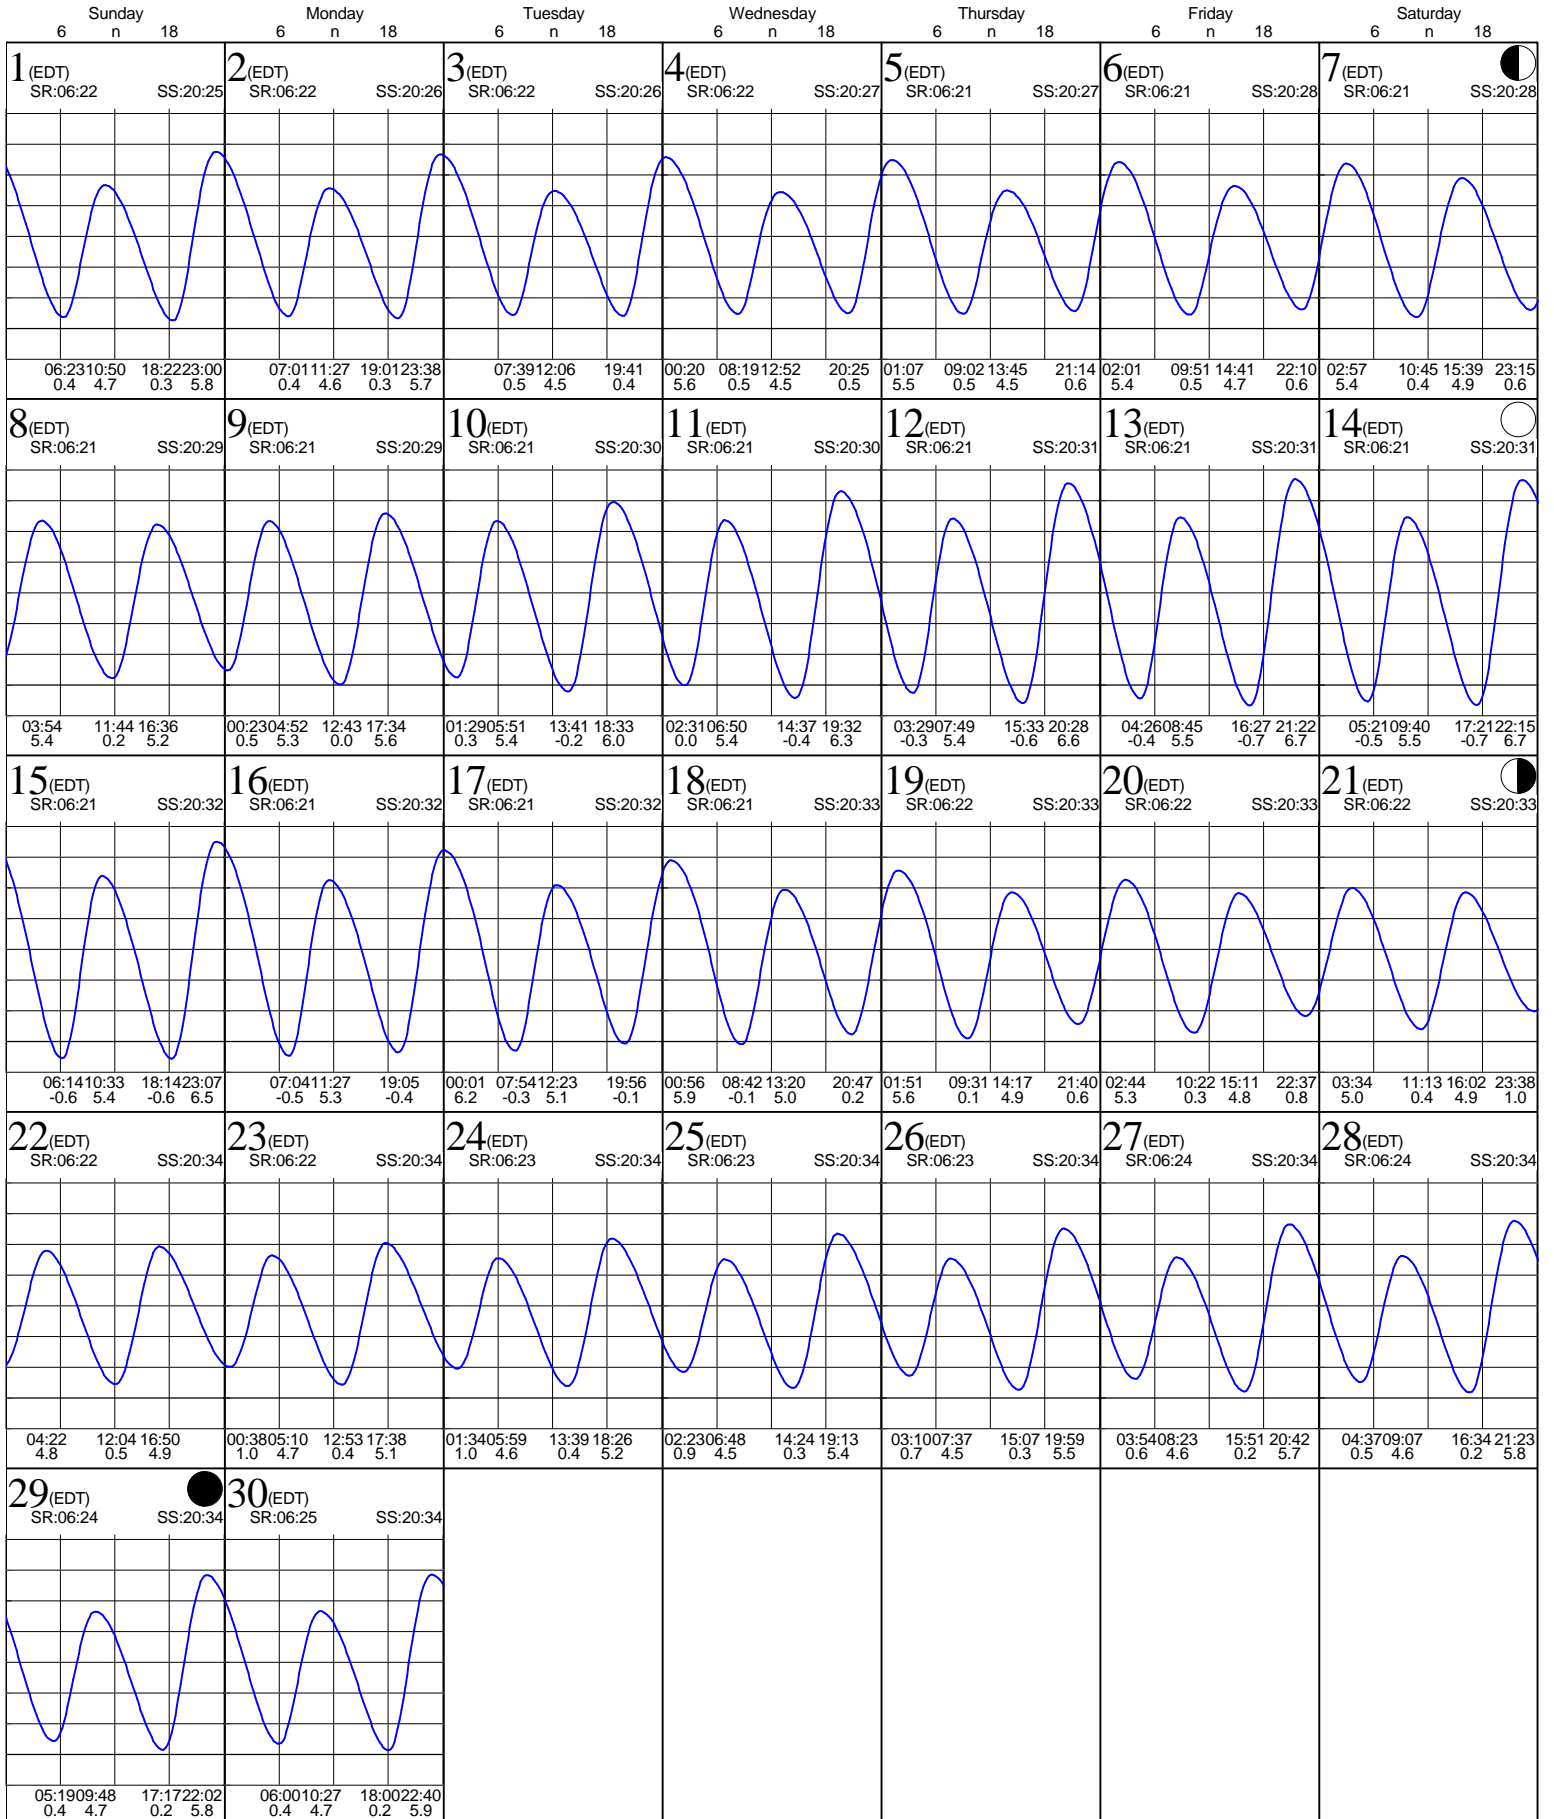 Sunday Monday Tuesday Wednesday Thursday Friday Saturday
6 n 18 6 n 18 6 n 18 6 n 18 6 n 18 6 n 18 6 n 18
1(EDT) 2(EDT) 3(EDT) 4(EDT) 5(EDT) 6(EDT) 7(EDT)
SR:06:22 SS:20:25 SR:06:22 SS:20:26 SR:06:22 SS:20:26 SR:06:22 SS:20:27 SR:06:21 SS:20:27 SR:06:21 SS:20:28 SR:06:21 SS:20:28
06:23 10:50 18:22 23:00 07:01 11:27 19:01 23:38 07:39 12:06 19:41 00:20 08:19 12:52 20:25 01:07 09:02 13:45 21:14 02:01 09:51 14:41 22:10 02:57 10:45 15:39 23:15
0.4 4.7 0.3 5.8 0.4 4.6 0.3 5.7 0.5 4.5 0.4 5.6 0.5 4.5 0.5 5.5 0.5 4.5 0.6 5.4 0.5 4.7 0.6 5.4 0.4 4.9 0.6
8(EDT) 9(EDT) 10(EDT) 11(EDT) 12(EDT) 13(EDT) 14(EDT)
SR:06:21 SS:20:29 SR:06:21 SS:20:29 SR:06:21 SS:20:30 SR:06:21 SS:20:30 SR:06:21 SS:20:31 SR:06:21 SS:20:31 SR:06:21 SS:20:31
03:54 11:44 16:36 00:23 04:52 12:43 17:34 01:29 05:51 13:41 18:33 02:31 06:50 14:37 19:32 03:29 07:49 15:33 20:28 04:26 08:45 16:27 21:22 05:21 09:40 17:21 22:15
5.4 0.2 5.2 0.5 5.3 0.0 5.6 0.3 5.4 -0.2 6.0 0.0 5.4 -0.4 6.3 -0.3 5.4 -0.6 6.6 -0.4 5.5 -0.7 6.7 -0.5 5.5 -0.7 6.7
15(EDT) 16(EDT) 17(EDT) 18(EDT) 19(EDT) 20(EDT) 21(EDT)
SR:06:21 SS:20:32 SR:06:21 SS:20:32 SR:06:21 SS:20:32 SR:06:21 SS:20:33 SR:06:22 SS:20:33 SR:06:22 SS:20:33 SR:06:22 SS:20:33
06:14 10:33 18:14 23:07 07:04 11:27 19:05 00:01 07:54 12:23 19:56 00:56 08:42 13:20 20:47 01:51 09:31 14:17 21:40 02:44 10:22 15:11 22:37 03:34 11:13 16:02 23:38
-0.6 5.4 -0.6 6.5 -0.5 5.3 -0.4 6.2 -0.3 5.1 -0.1 5.9 -0.1 5.0 0.2 5.6 0.1 4.9 0.6 5.3 0.3 4.8 0.8 5.0 0.4 4.9 1.0
22(EDT) 23(EDT) 24(EDT) 25(EDT) 26(EDT) 27(EDT) 28(EDT)
SR:06:22 SS:20:34 SR:06:22 SS:20:34 SR:06:23 SS:20:34 SR:06:23 SS:20:34 SR:06:23 SS:20:34 SR:06:24 SS:20:34 SR:06:24 SS:20:34
04:22 12:04 16:50 00:38 05:10 12:53 17:38 01:34 05:59 13:39 18:26 02:23 06:48 14:24 19:13 03:10 07:37 15:07 19:59 03:54 08:23 15:51 20:42 04:37 09:07 16:34 21:23
4.8 0.5 4.9 1.0 4.7 0.4 5.1 1.0 4.6 0.4 5.2 0.9 4.5 0.3 5.4 0.7 4.5 0.3 5.5 0.6 4.6 0.2 5.7 0.5 4.6 0.2 5.8
29(EDT) 30(EDT)
SR:06:24 SS:20:34 SR:06:25 SS:20:34
05:19 09:48 17:17 22:02 06:00 10:27 18:00 22:40
0.4 4.7 0.2 5.8 0.4 4.7 0.2 5.9